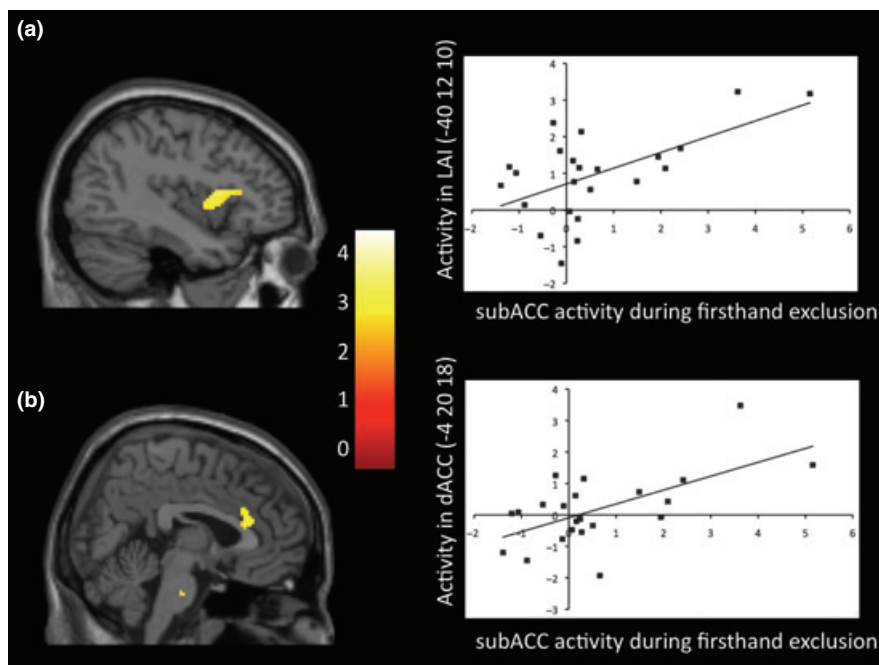 (a)
Activity in LAI (-40 12 10)
4
3
2
1
0
−1
−2
−2 −1 0 1 2 3 4 5 6
subACC activity during firsthand exclusion
4
3
2
1
0
(b)
Activity in dACC (-4 20 18)
4
3
2
1
0
−1
−2
−3
−2 −1 0 1 2 3 4 5 6
subACC activity during firsthand exclusion